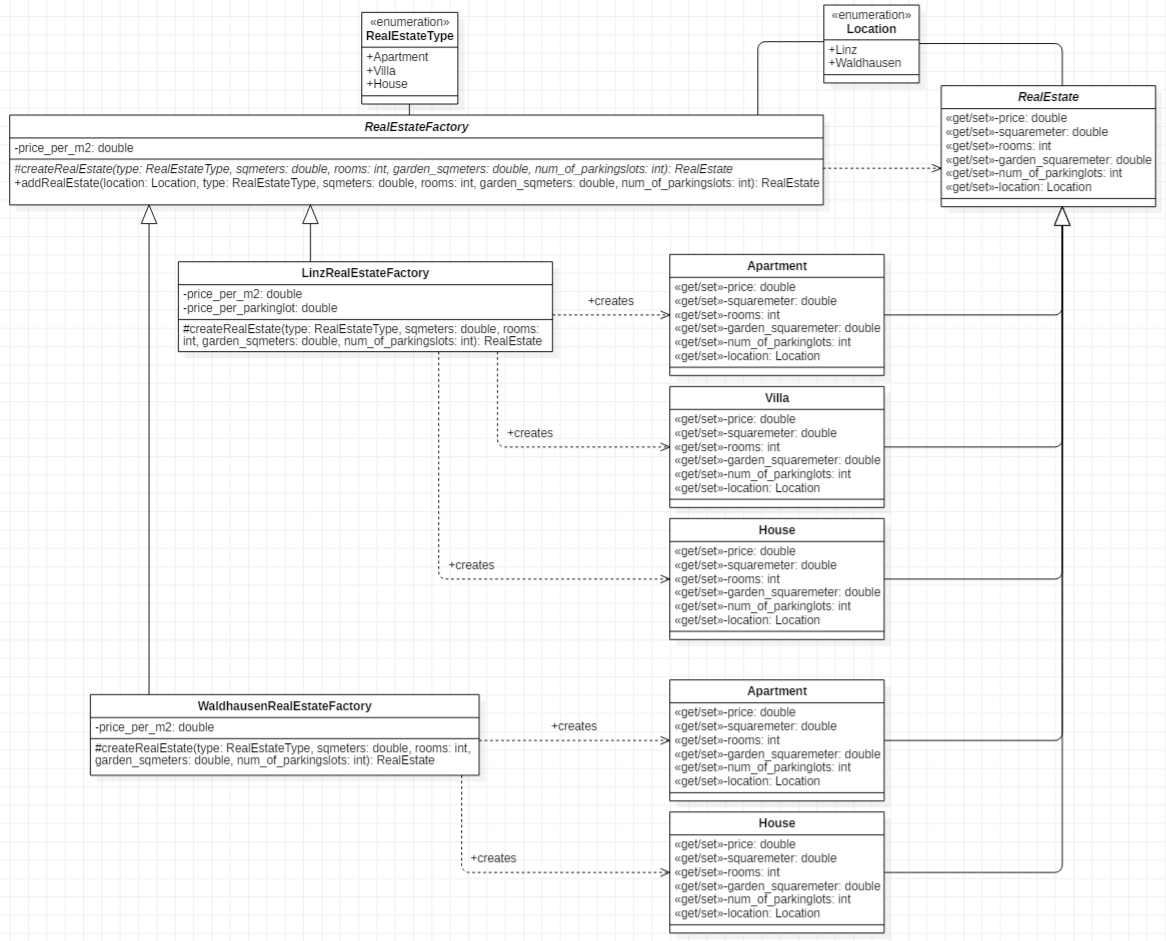 «enumeration»
RealEstateType
+Apartment
+Villa
+House
«enumeration»
Location
+Linz
+Waldhausen
RealEstateFactory
-price_per_m2: double
#createRealEstate(type: RealEstateType, sqmeters: double, rooms: int, garden_sqmeters: double, num_of_parkingslots: int): RealEstate
+addRealEstate(location: Location, type: RealEstateType, sqmeters: double, rooms: int, garden_sqmeters: double, num_of_parkingslots: int): RealEstate
RealEstate
«get/set»-price: double
«get/set»-squaremeter: double
«get/set»-rooms: int
«get/set»-garden_squaremeter: double
«get/set»-num_of_parkinglots: int
«get/set»-location: Location
LinzRealEstateFactory
-price_per_m2: double
-price_per_parkinglot: double
#createRealEstate(type: RealEstateType, sqmeters: double, rooms:
int, garden_sqmeters: double, num_of_parkingslots: int): RealEstate
+creates
Apartment
«get/set»-price: double
«get/set»-squaremeter: double
«get/set»-rooms: int
«get/set»-garden_squaremeter: double
«get/set»-num_of_parkinglots: int
«get/set»-location: Location
+creates
Villa
«get/set»-price: double
«get/set»-squaremeter: double
«get/set»-rooms: int
«get/set»-garden_squaremeter: double
«get/set»-num_of_parkinglots: int
«get/set»-location: Location
+creates
House
«get/set»-price: double
«get/set»-squaremeter: double
«get/set»-rooms: int
«get/set»-garden_squaremeter: double
«get/set»-num_of_parkinglots: int
«get/set»-location: Location
WaldhausenRealEstateFactory
-price_per_m2: double
#createRealEstate(type: RealEstateType, sqmeters: double, rooms: int,
garden_sqmeters: double, num_of_parkingslots: int): RealEstate
+creates
Apartment
«get/set»-price: double
«get/set»-squaremeter: double
«get/set»-rooms: int
«get/set»-garden_squaremeter: double
«get/set»-num_of_parkinglots: int
«get/set»-location: Location
+creates
House
«get/set»-price: double
«get/set»-squaremeter: double
«get/set»-rooms: int
«get/set»-garden_squaremeter: double
«get/set»-num_of_parkinglots: int
«get/set»-location: Location